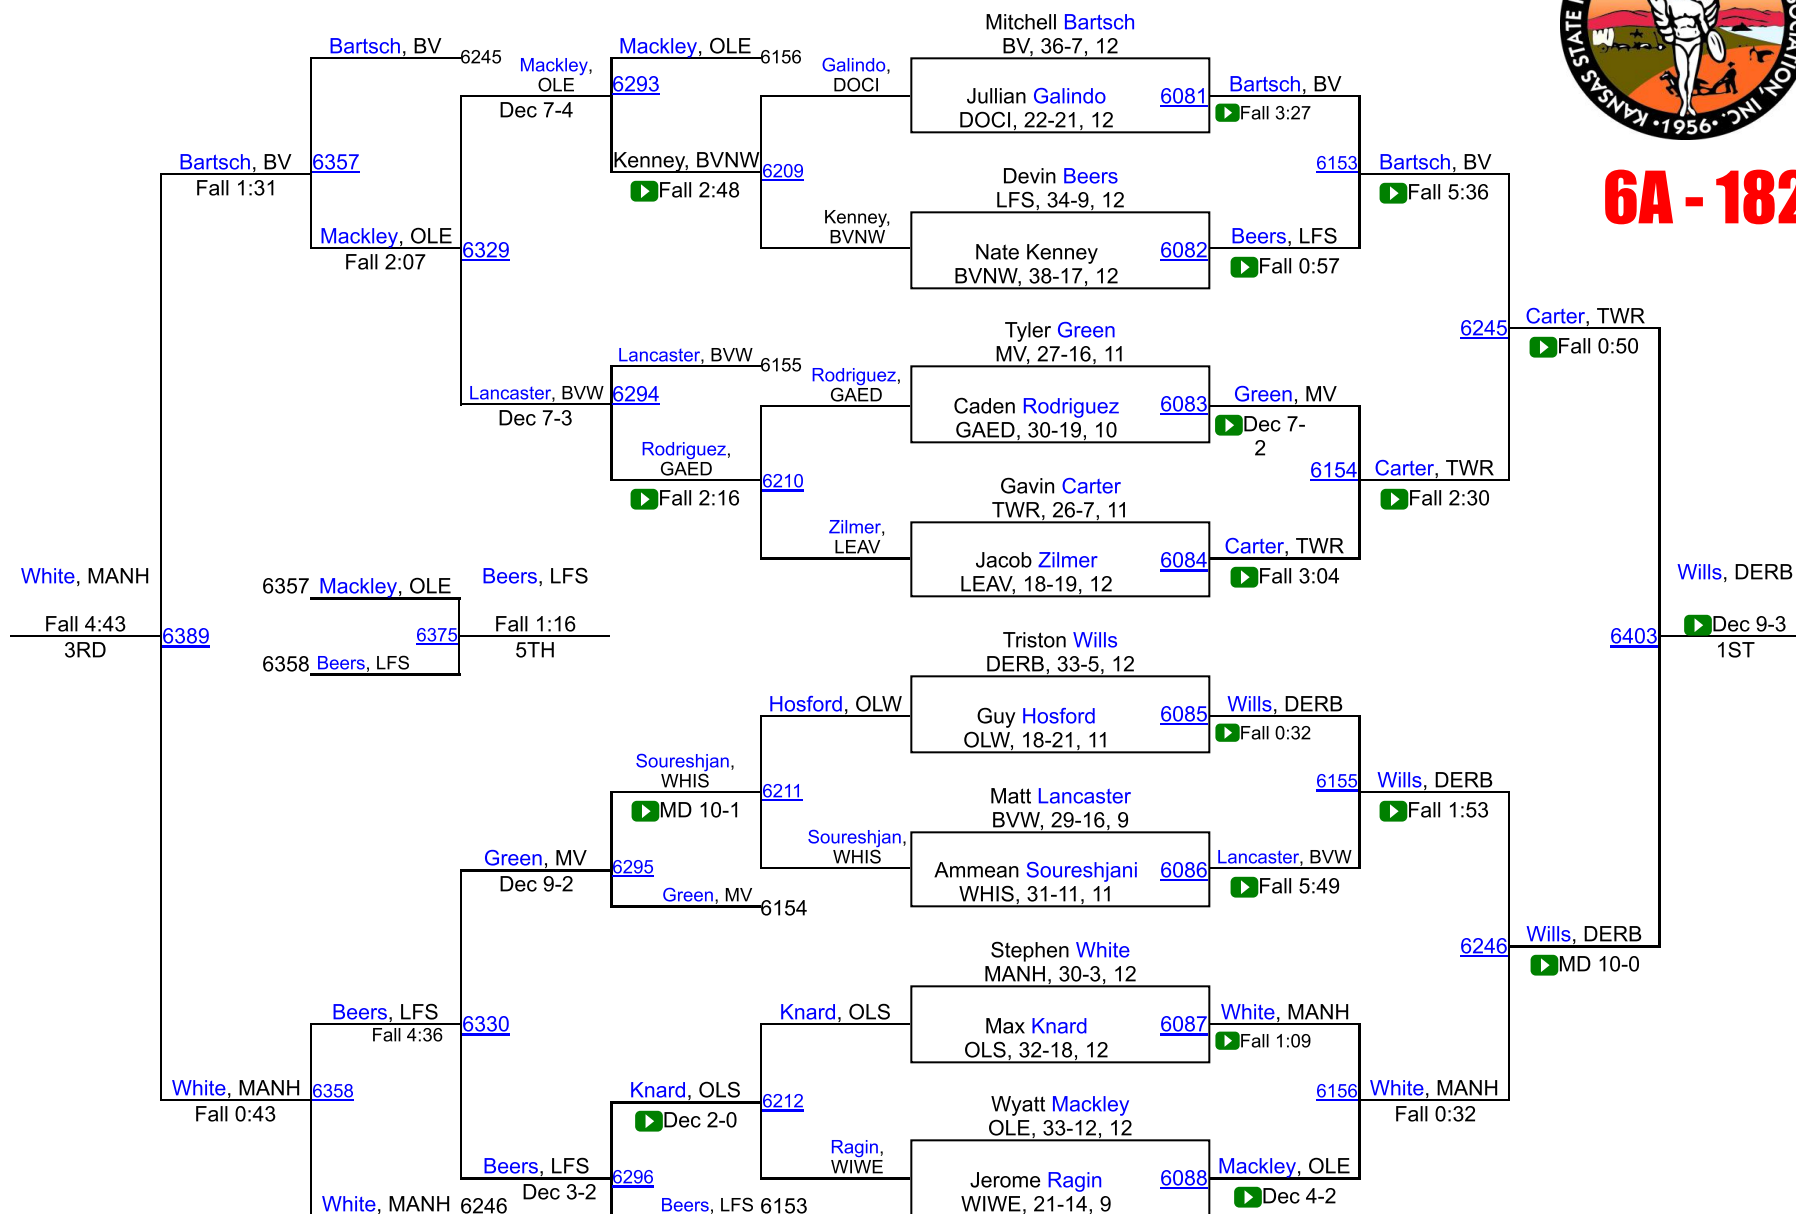 Mitchell Bartsch
BV, 36-7, 12
Jullian Galindo
DOCI, 22-21, 12
6081
Devin Beers
LFS, 34-9, 12
Nate Kenney
BVNW, 38-17, 12
6082
Tyler Green
MV, 27-16, 11
Caden Rodriguez
GAED, 30-19, 10
6083
Gavin Carter
TWR, 26-7, 11
Jacob Zilmer
LEAV, 18-19, 12
6084
Triston Wills
DERB, 33-5, 12
Guy Hosford
OLW, 18-21, 11
6085
Matt Lancaster
BVW, 29-16, 9
Ammean Soureshjani
WHIS, 31-11, 11
6086
Stephen White
MANH, 30-3, 12
Max Knard
OLS, 32-18, 12
6087
Wyatt Mackley
OLE, 33-12, 12
Jerome Ragin
WIWE, 21-14, 9
6088
Bartsch, BV
Fall 3:27
Beers, LFS
Fall 0:57
Green, MV
Dec 7-
2
Carter, TWR
Fall 3:04
Wills, DERB
Fall 0:32
Lancaster, BVW
Fall 5:49
White, MANH
Fall 1:09
Mackley, OLE
Dec 4-2
6153
Bartsch, BV
Fall 5:36
6154
Carter, TWR
Fall 2:30
6155
Wills, DERB
Fall 1:53
6156
White, MANH
Fall 0:32
6245
Carter, TWR
Fall 0:50
6246
Wills, DERB
MD 10-0
6403
Wills, DERB
Dec 9-3
1ST
KANSAS STATE
OCIATION, INC.
•1956•
6A - 182
Galindo,
DOCI
Kenney,
BVNW
6209
Kenney, BVNW
Fall 2:48
Rodriguez,
GAED
Zilmer,
LEAV
6210
Rodriguez,
GAED
Fall 2:16
Hosford, OLW
Soureshjan,
WHIS
6211
Soureshjan,
WHIS
MD 10-1
Knard, OLS
Ragin,
WIWE
6212
Knard, OLS
Dec 2-0
Mackley, OLE
6156
6293
Mackley,
OLE
Dec 7-4
Lancaster, BVW
6155
6294
Lancaster, BVW
Dec 7-3
6295
Green, MV
6154
Green, MV
Dec 9-2
6296
Beers, LFS
6153
Beers, LFS
Dec 3-2
6329
Mackley, OLE
Fall 2:07
6330
Beers, LFS
Fall 4:36
Bartsch, BV
6245
6357
Bartsch, BV
Fall 1:31
6358
White, MANH
6246
White, MANH
Fall 0:43
White, MANH
Fall 4:43
3RD
6389
6357
Mackley, OLE
6358
Beers, LFS
6375
Beers, LFS
Fall 1:16
5TH